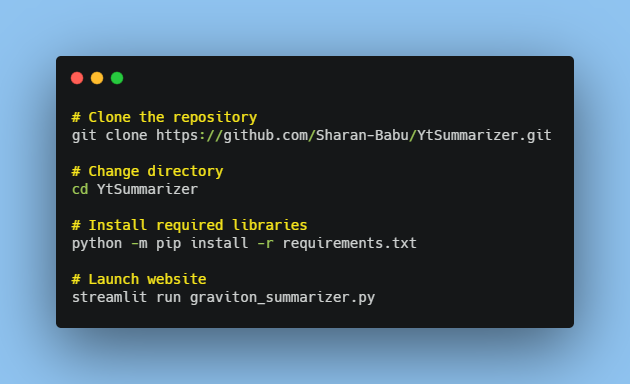 # Clone the repository
git clone https://github.com/Sharan-Babu/YtSummarizer.git
# Change directory
cd YtSummarizer
# Install required libraries
python -m pip install -r requirements.txt
# Launch website
streamlit run graviton_summarizer.py